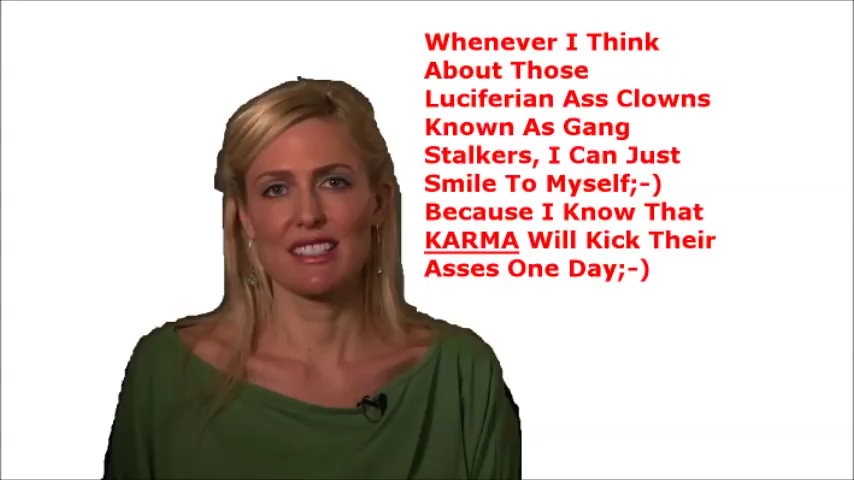 Whenever I Think
About Those
Luciferian Ass Clowns
Known As Gang
Stalkers, I Can Just
Smile To Myself;-)
Because I Know That
KARMA Will Kick Their
Asses One Day;-)